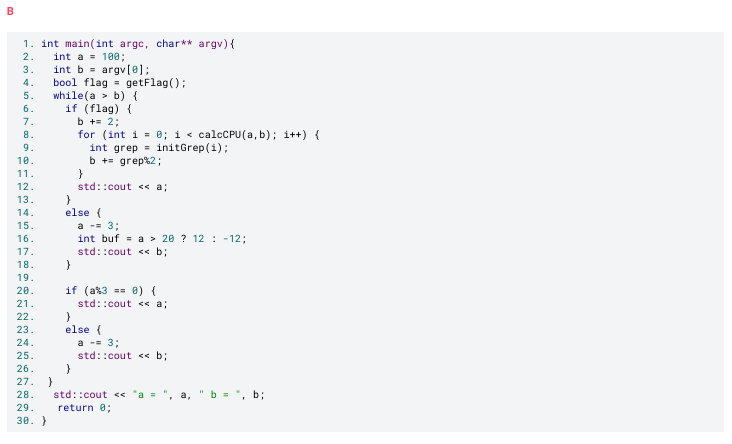 B
1. int main(int argc, char** argv){
2. int a = 100;
3. int b = argv[0];
4. bool flag = getFlag();
5. while(a > b) {
6. if (flag) {
7. b += 2;
8. for (int i = 0; i < calcCPU(a,b); i++) {
9. int grep = initGrep(i);
10. b += grep%2;
11. }
12. std::cout << a;
13. }
14. else {
15. a -= 3;
16. int buf = a > 20 ? 12 : -12;
17. std::cout << b;
18. }
19.
20. if (a%3 == 0) {
21. std::cout << a;
22. }
23. else {
24. a -= 3;
25. std::cout << b;
26. }
27. }
28. std::cout << "a = ", a, " b = ", b;
29. return 0;
30. }